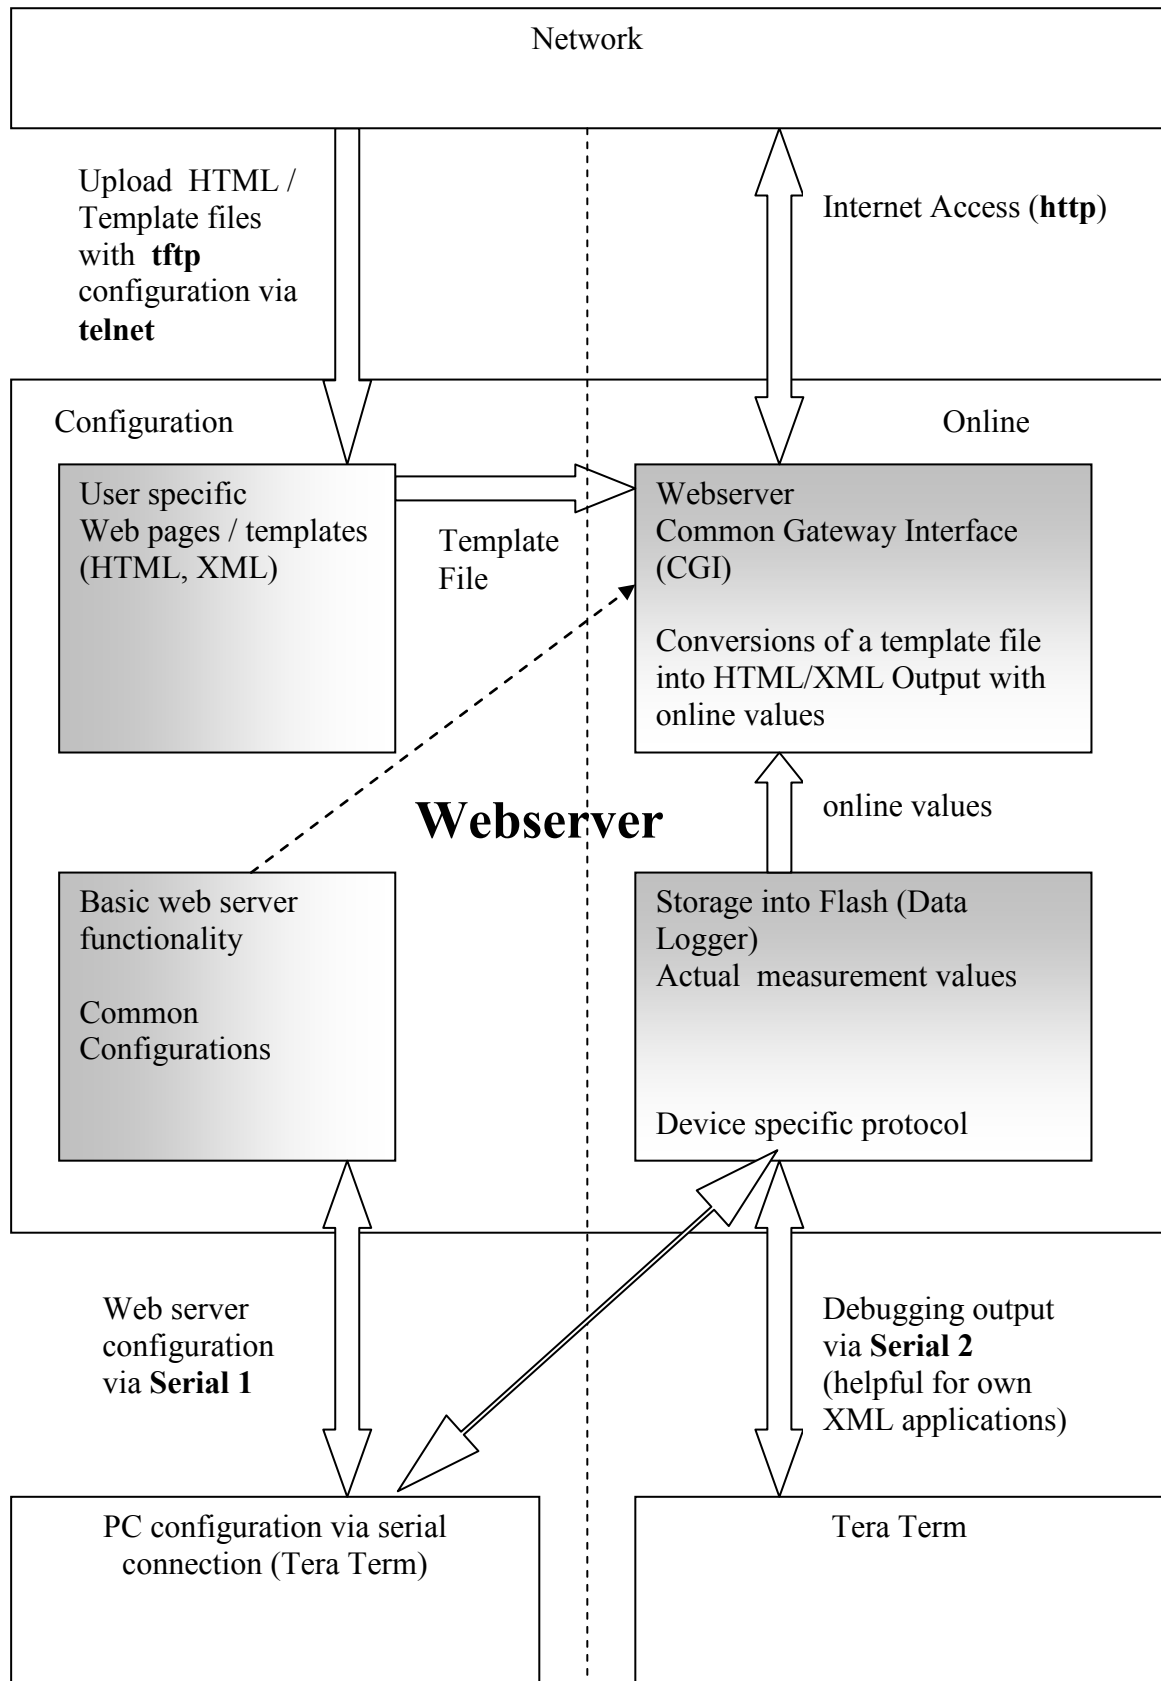 Network
Upload HTML /
Template files
with tftp
configuration via
telnet
Internet Access (http)
Configuration
Online
User specific
Web pages / templates
(HTML, XML)
Template
File
Webserver
Common Gateway Interface
(CGI)
Conversions of a template file
into HTML/XML Output with
online values
Webserver
online values
Basic web server
functionality
Common
Configurations
Storage into Flash (Data
Logger)
Actual measurement values
Device specific protocol
Web server
configuration
via Serial 1
Debugging output
via Serial 2
(helpful for own
XML applications)
PC configuration via serial
connection (Tera Term)
Tera Term